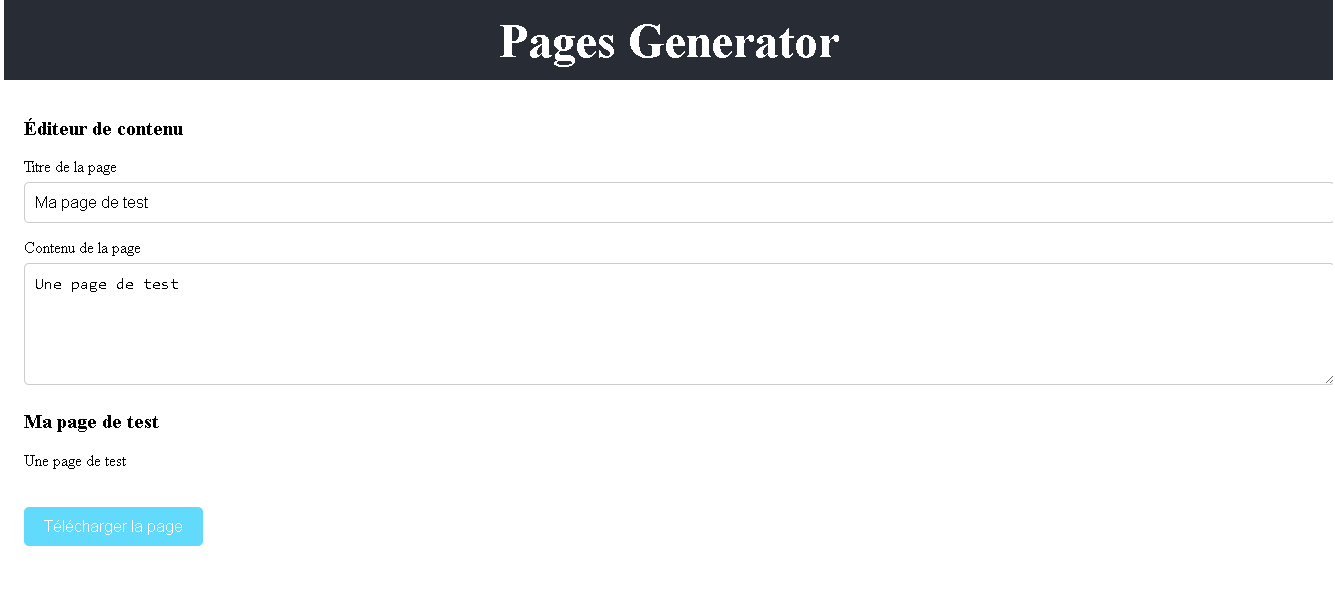 Pages Generator
Éditeur de contenu
Titre de la page
Ma page de test
Contenu de la page
Une page de test
Ma page de test
Une page de test
Télécharger la page